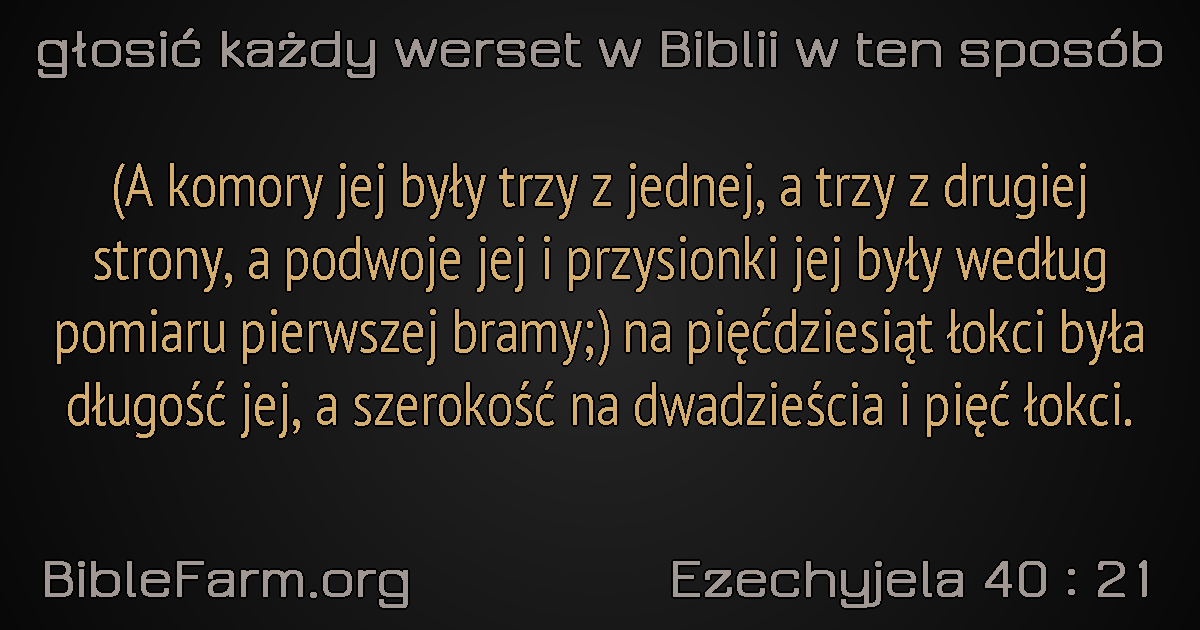 głosić każdy werset w Biblii w ten sposób
(A komory jej były trzy z jednej, a trzy z drugiej
strony, a podwoje jej i przysionki jej były według
pomiaru pierwszej bramy;) na pięćdziesiąt łokci była
długość jej, a szerokość na dwadzieścia i pięć łokci.
BibleFarm.org
Ezechyjela 40 : 21